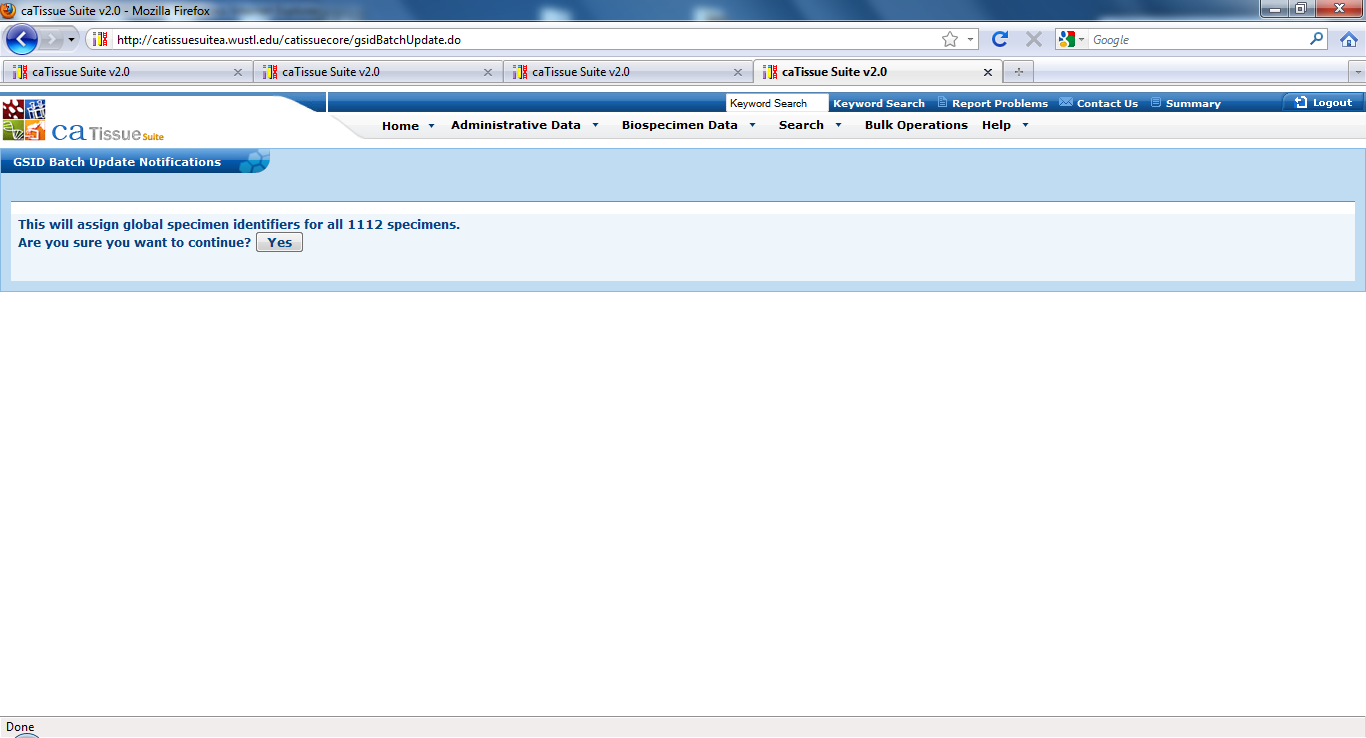 caTissue Suite v2.0 - Mozilla Firefox
http://catissuesuitea.wustl.edu/catissuecore/gsidBatchUpdate.do
Google
caTissue Suite v2.0
caTissue Suite v2.0
caTissue Suite v2.0
caTissue Suite v2.0
Keyword Search
Keyword Search
Report Problems
Contact Us
Summary
Logout
ca Tissue Suite
Home
Administrative Data
Biospecimen Data
Search
Bulk Operations
Help
GSID Batch Update Notifications
This will assign global specimen identifiers for all 1112 specimens.
Are you sure you want to continue? Yes
Done